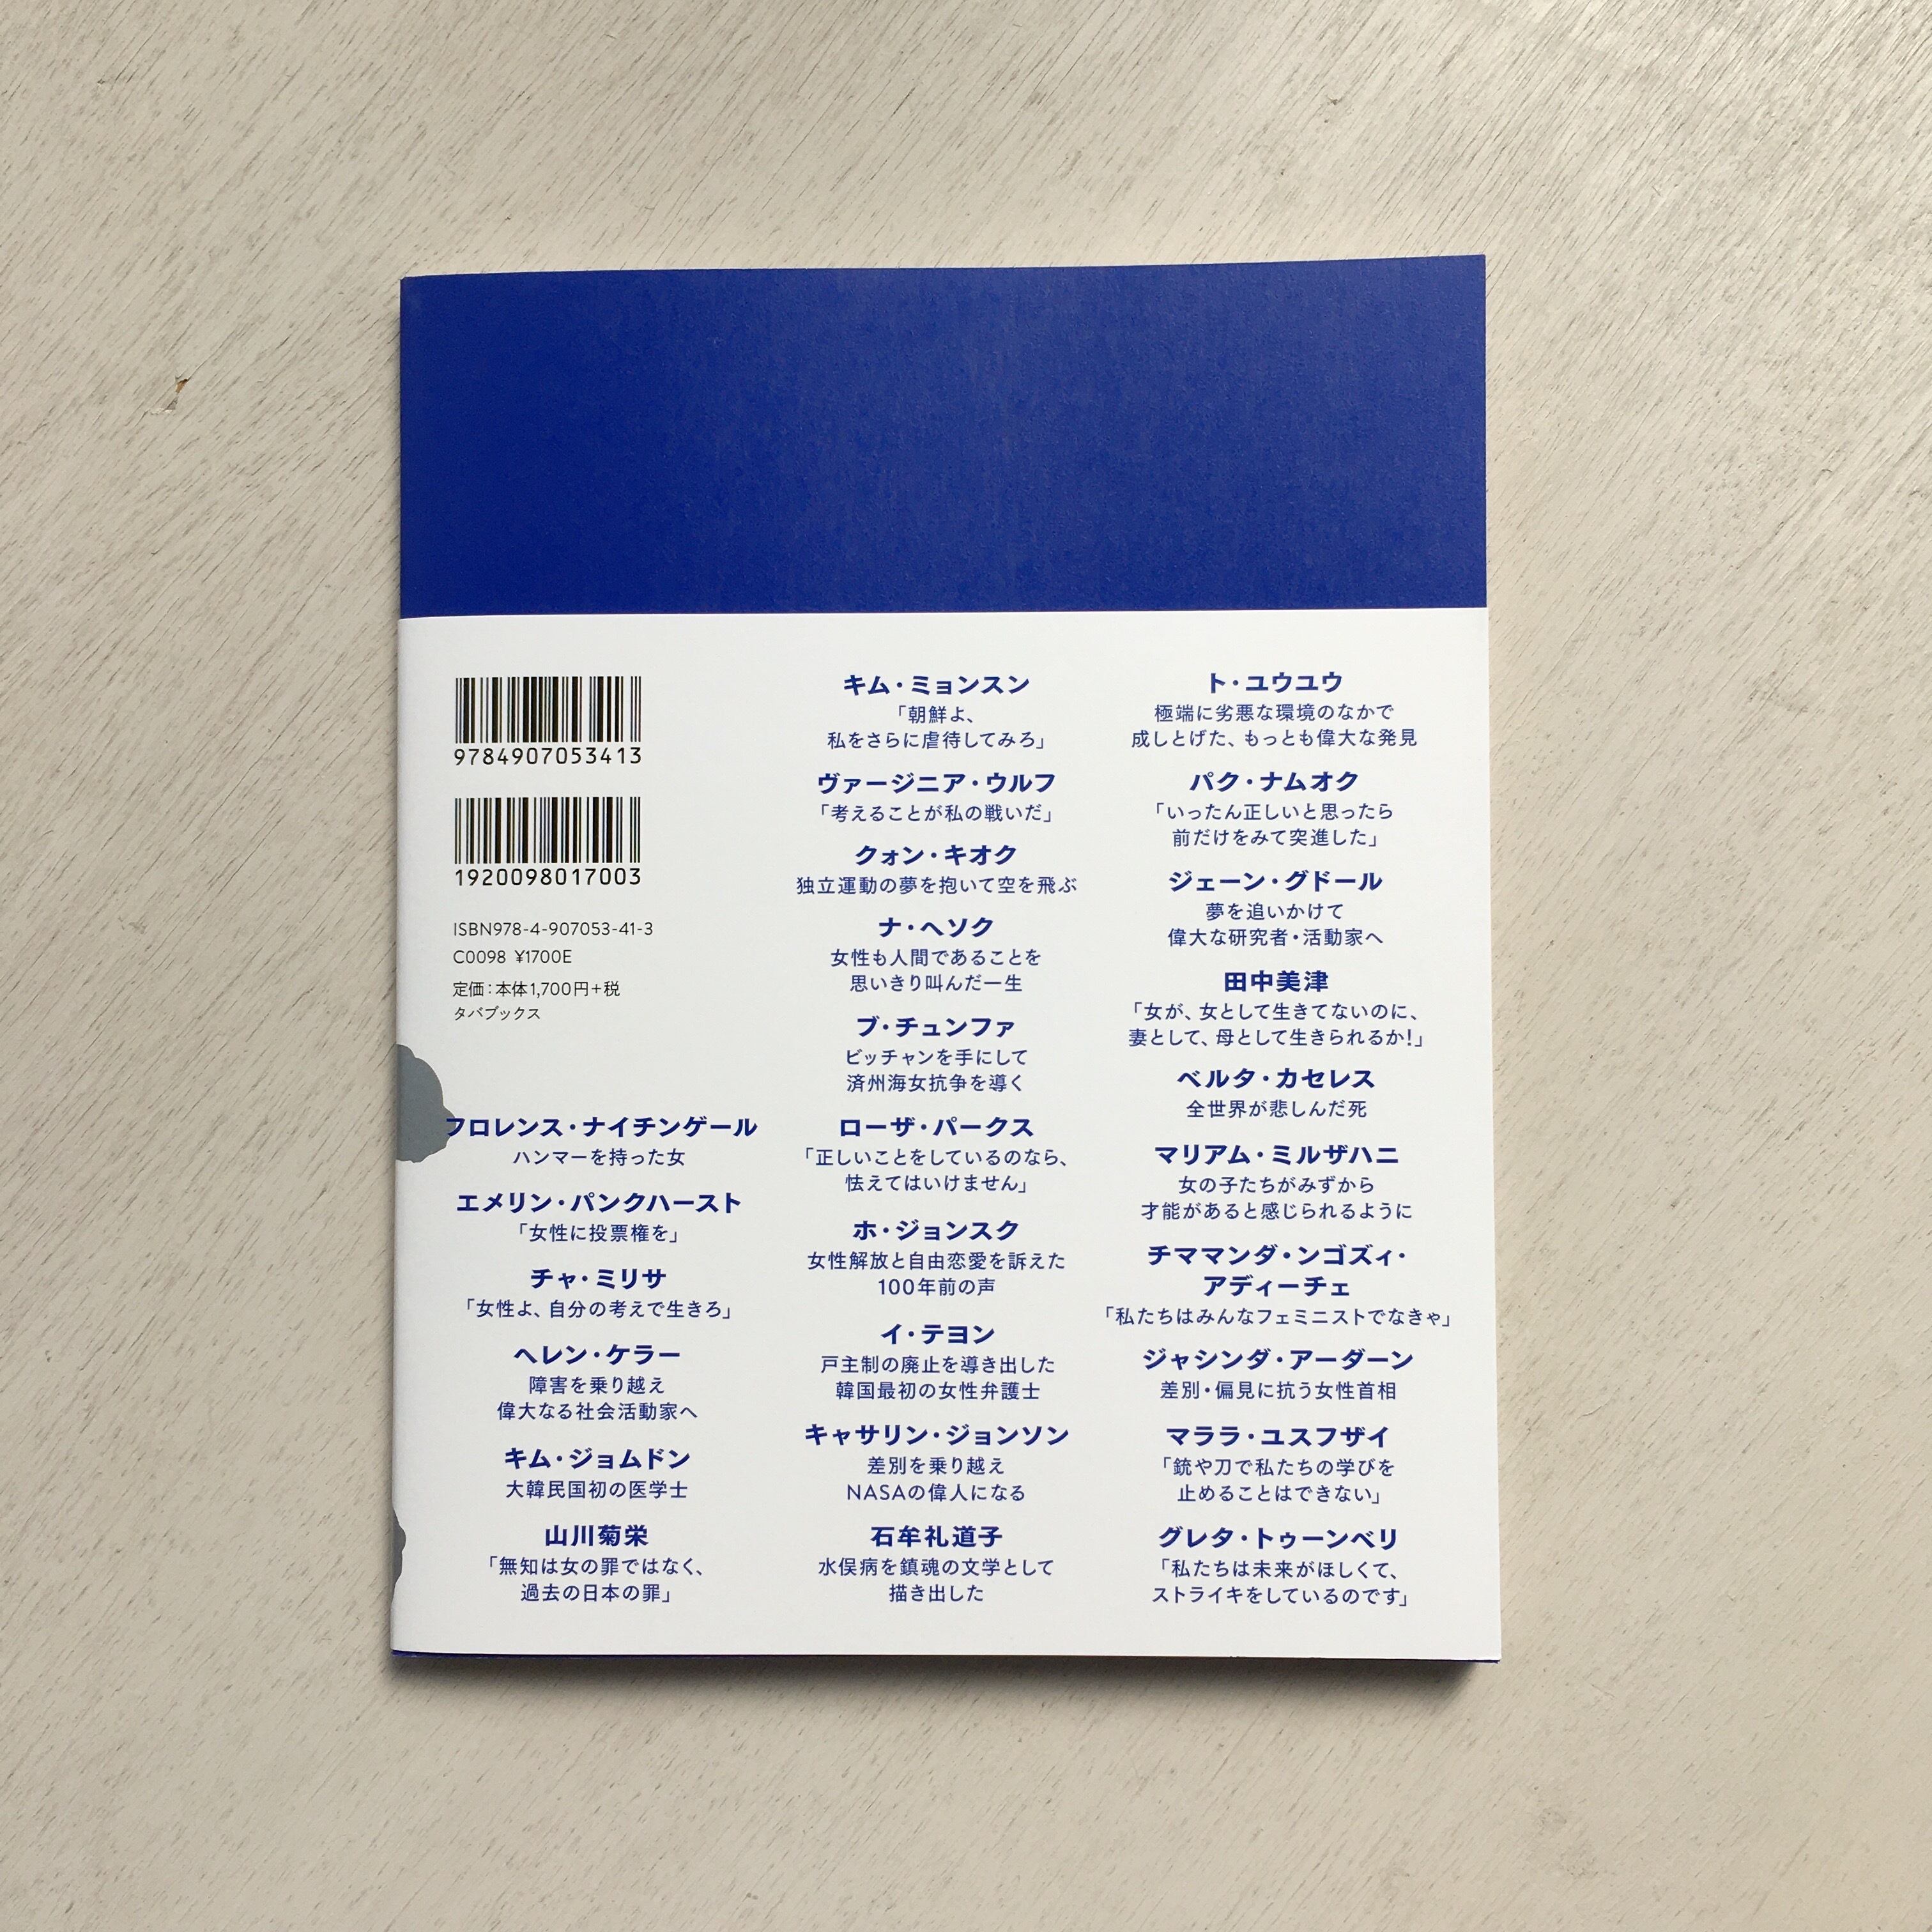 9784907053413
1920098017003
ISBN978-4-907053-41-3
C0098 ¥1700E
定価：本体1,700円+税
タバブックス
フロレンス・ナイチンゲール
ハンマーを持った女
エメリン・パンクハースト
「女性に投票権を」
チャ・ミリサ
「女性よ、自分の考えで生きろ」
ヘレン・ケラー
障害を乗り越え
偉大なる社会活動家へ
キム・ジョムドン
大韓民国初の医学士
山川菊栄
「無知は女の罪ではなく、
過去の日本の罪」
キム・ミョンスン
「朝鮮よ、
私をさらに虐待してみろ」
ヴァージニア・ウルフ
「考えることが私の戦いだ」
クォン・キオク
独立運動の夢を抱いて空を飛ぶ
ナ・ヘソク
女性も人間であることを
思いきり叫んだ一生
ブ・チュンファ
ビッチャンを手にして
済州海女抗争を導く
ローザ・パークス
「正しいことをしているのなら、
怯えてはいけません」
ホ・ジョンスク
女性解放と自由恋愛を訴えた
100年前の声
イ・テヨン
戸主制の廃止を導き出した
韓国最初の女性弁護士
キャサリン・ジョンソン
差別を乗り越え
NASAの偉人になる
石牟礼道子
水俣病を鎮魂の文学として
描き出した
ト・ユウユウ
極端に劣悪な環境のなかで
成しとげた、もっとも偉大な発見
パク・ナムオク
「いったん正しいと思ったら
前だけをみて突進した」
ジェーン・グドール
夢を追いかけて
偉大な研究者・活動家へ
田中美津
「女が、女として生きてないのに、
妻として、母として生きられるか！」
ベルタ・カセレス
全世界が悲しんだ死
マリアム・ミルザハニ
女の子たちがみずから
才能があると感じられるように
チママンダ・ンゴズィ・
アディーチェ
「私たちはみんなフェミニストでなきゃ」
ジャシンダ・アーダーン
差別・偏見に抗う女性首相
マララ・ユスフザイ
「銃や刀で私たちの学びを
止めることはできない」
グレタ・トゥーンベリ
「私たちは未来がほしくて、
ストライキをしているのです」